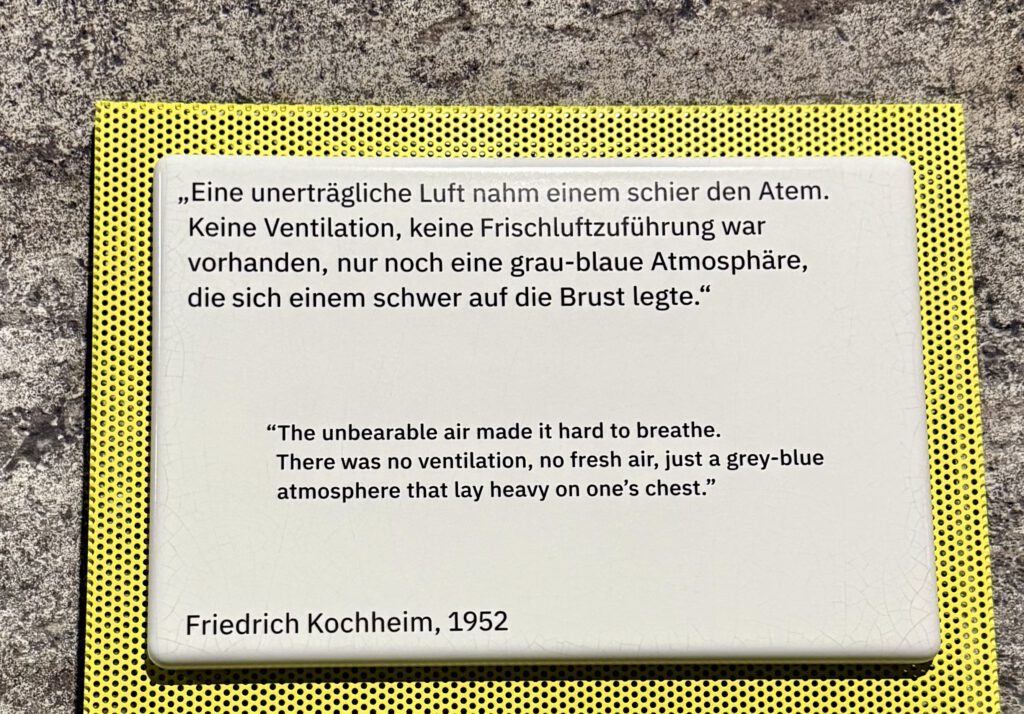 „Eine unerträgliche Luft nahm einem schier den Atem.
Keine Ventilation, keine Frischluftzuführung war
vorhanden, nur noch eine grau-blaue Atmosphäre,
die sich einem schwer auf die Brust legte.“
“The unbearable air made it hard to breathe.
There was no ventilation, no fresh air, just a grey-blue
atmosphere that lay heavy on one’s chest.”
Friedrich Kochheim, 1952